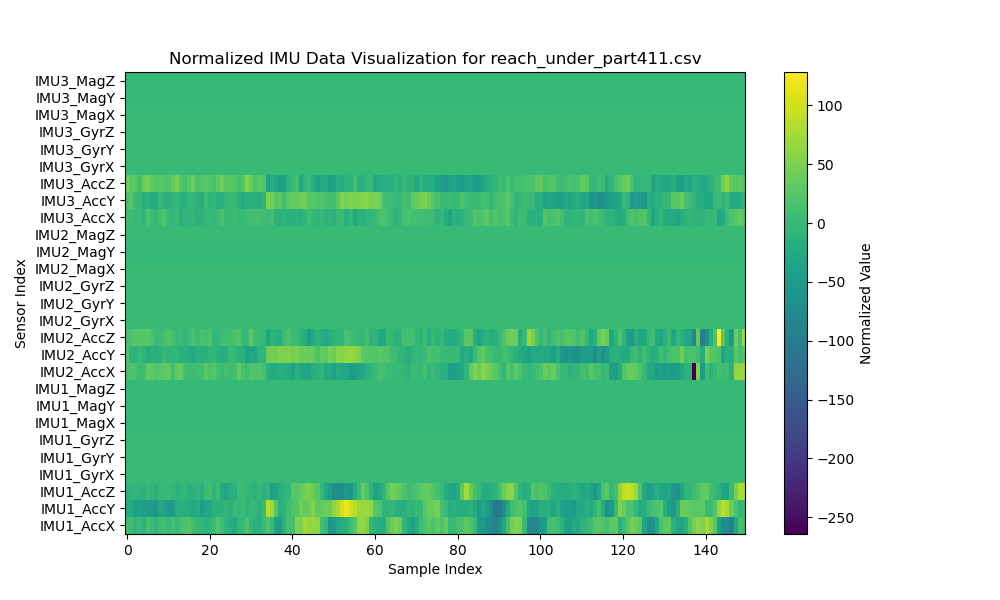 Normalized IMU Data Visualization for reach_under_part411.csv
IMU3_MagZ
IMU3_MagY
IMU3_MagX
IMU3_GyrZ
IMU3_GyrY
IMU3_GyrX
IMU3_AccZ
IMU3_AccY
IMU3_AccX
IMU2_MagZ
IMU2_MagY
IMU2_MagX
IMU2_GyrZ
IMU2_GyrY
IMU2_GyrX
IMU2_AccZ
IMU2_AccY
IMU2_AccX
IMU1_MagZ
IMU1_MagY
IMU1_MagX
IMU1_GyrZ
IMU1_GyrY
IMU1_GyrX
IMU1_AccZ
IMU1_AccY
IMU1_AccX
Sensor Index
0 20 40 60 80 100 120 140
Sample Index
100
50
0
−50
−100
−150
−200
−250
Normalized Value